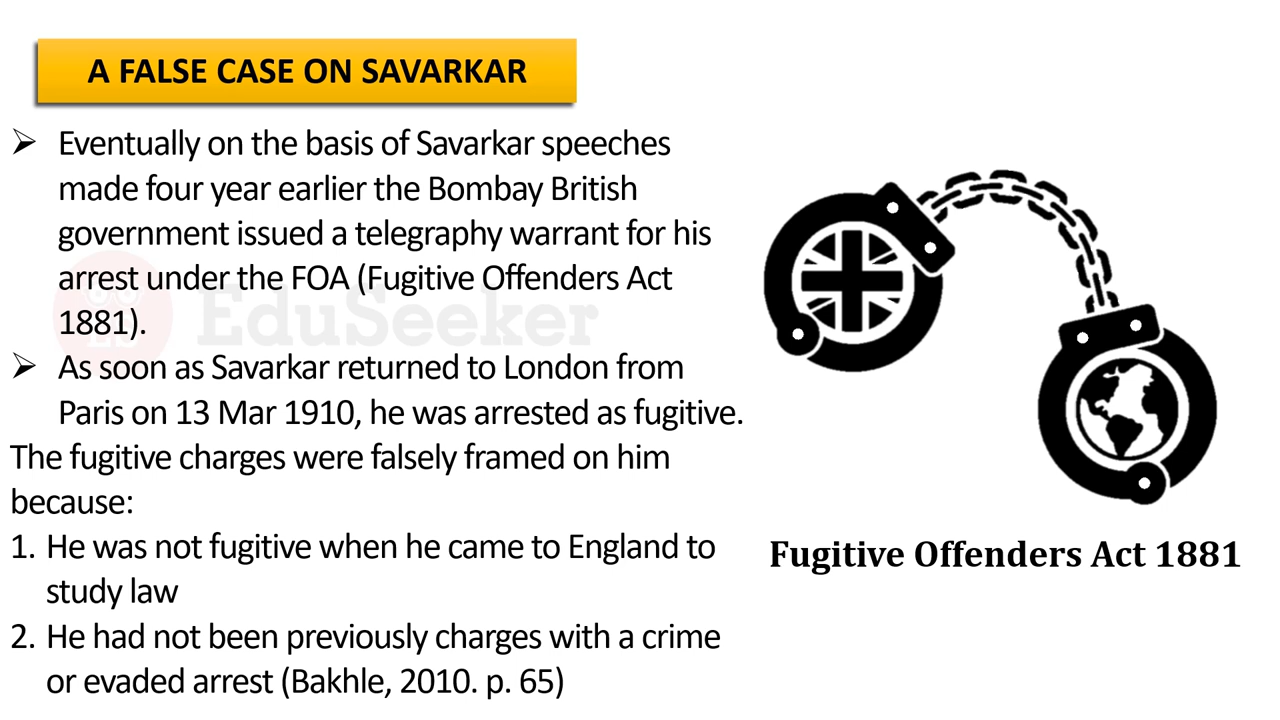 A FALSE CASE ON SAVARKAR
➢ Eventually on the basis of Savarkar speeches
made four year earlier the Bombay British
government issued a telegraphy warrant for his
arrest under the FOA (Fugitive Offenders Act
1881).
EduSeeker
➢ As soon as Savarkar returned to London from
Paris on 13 Mar 1910, he was arrested as fugitive.
The fugitive charges were falsely framed on him
because:
1. He was not fugitive when he came to England to
study law
2. He had not been previously charges with a crime
or evaded arrest (Bakhle, 2010. p. 65)
Fugitive Offenders Act 1881